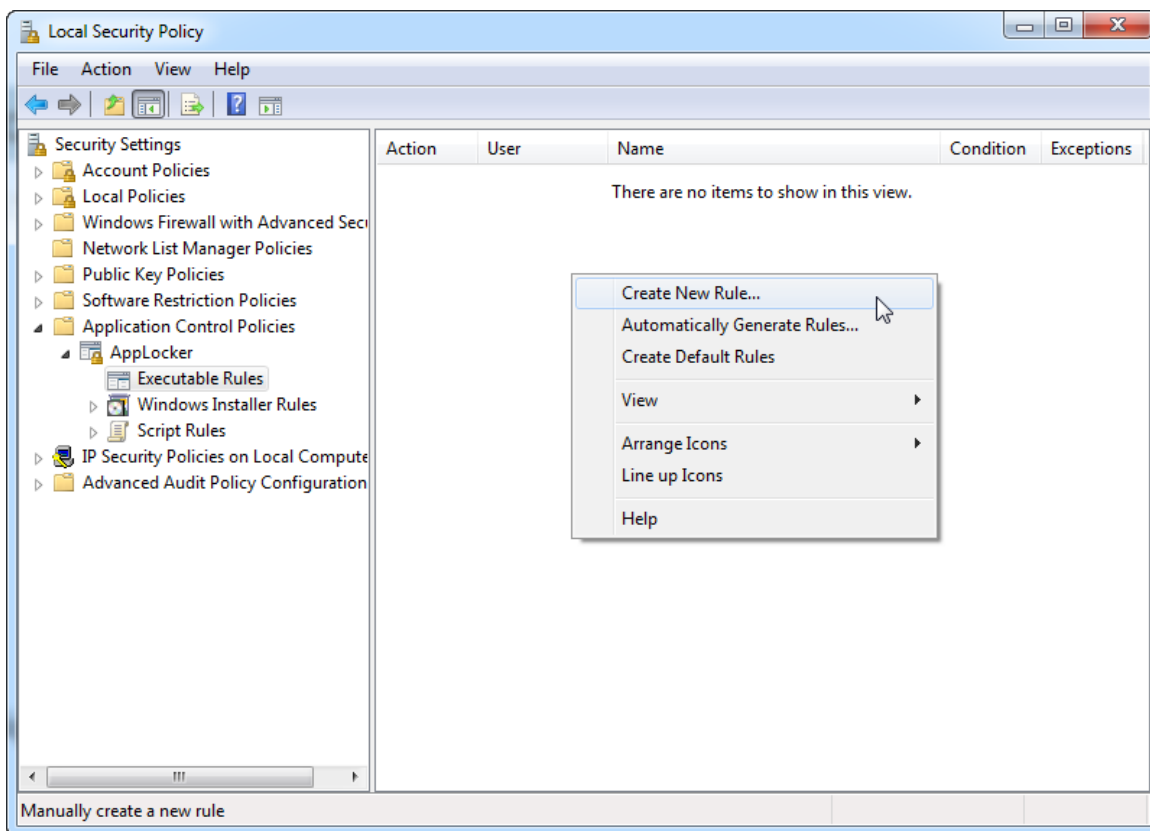 Local Security Policy
File Action View Help
Security Settings
Account Policies
Local Policies
Windows Firewall with Advanced Secu
Network List Manager Policies
Public Key Policies
Software Restriction Policies
Application Control Policies
AppLocker
Executable Rules
Windows Installer Rules
Script Rules
IP Security Policies on Local Compute
Advanced Audit Policy Configuration
Action User Name Condition Exceptions
There are no items to show in this view.
Create New Rule...
Automatically Generate Rules...
Create Default Rules
View
Arrange Icons
Line up Icons
Help
Manually create a new rule